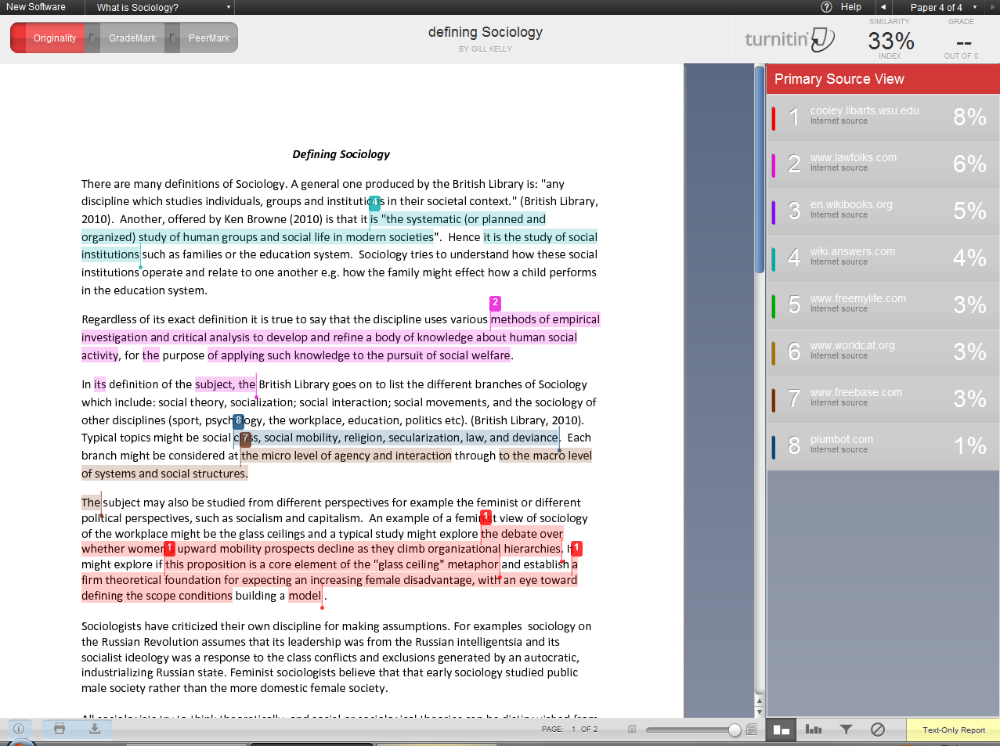 New Software
What is Sociology?
Help
Paper 4 of 4
Originality
GradeMark
PeerMark
defining Sociology
BY GILL KELLY
turnitin
SIMILARITY
33%
INDEX
GRADE
--
OUT OF 0
Defining Sociology
There are many definitions of Sociology. A general one produced by the British Library is: "any
discipline which studies individuals, groups and institutions in their societal context." (British Library,
4
2010). Another, offered by Ken Browne (2010) is that it is "the systematic (or planned and
organized) study of human groups and social life in modern societies". Hence it is the study of social
institutions such as families or the education system. Sociology tries to understand how these social
institutions operate and relate to one another e.g. how the family might effect how a child performs
in the education system.
2
Regardless of its exact definition it is true to say that the discipline uses various methods of empirical
investigation and critical analysis to develop and refine a body of knowledge about human social
activity, for the purpose of applying such knowledge to the pursuit of social welfare.
In its definition of the subject, the British Library goes on to list the different branches of Sociology
which include: social theory, socialization; social interaction; social movements, and the sociology of
other disciplines (sport, psychology, the workplace, education, politics etc). (British Library, 2010).
8
Typical topics might be social class, social mobility, religion, secularization, law, and deviance. Each
7
branch might be considered at the micro level of agency and interaction through to the macro level
of systems and social structures.
The subject may also be studied from different perspectives for example the feminist or different
political perspectives, such as socialism and capitalism. An example of a feminist view of sociology
1
of the workplace might be the glass ceilings and a typical study might explore the debate over
whether women's upward mobility prospects decline as they climb organizational hierarchies. It
1
1
might explore if this proposition is a core element of the "glass ceiling" metaphor and establish a
firm theoretical foundation for expecting an increasing female disadvantage, with an eye toward
defining the scope conditions building a model .
Sociologists have criticized their own discipline for making assumptions. For examples sociology on
the Russian Revolution assumes that its leadership was from the Russian intelligentsia and its
socialist ideology was a response to the class conflicts and exclusions generated by an autocratic,
industrializing Russian state. Feminist sociologists believe that that early sociology studied public
male society rather than the more domestic female society.
Primary Source View
1 cooley.libarts.wsu.edu 8%
Internet source
2 www.lawfolks.com 6%
Internet source
3 en.wikibooks.org 5%
Internet source
4 wiki.answers.com 4%
Internet source
5 www.freemylife.com 3%
Internet source
6 www.worldcat.org 3%
Internet source
7 www.freebase.com 3%
Internet source
8 plumbot.com 1%
Internet source
PAGE: 1 OF 2
Text-Only Report